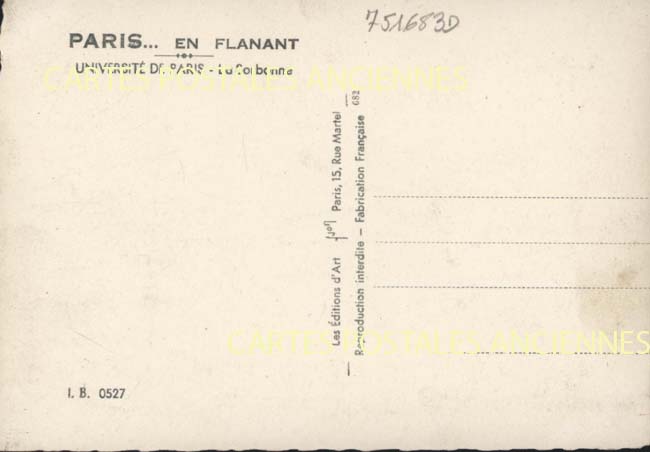 751683D
PARIS... EN FLANANT
UNIVERSITÉ DE PARIS - La Sorbonne
CARTES POSTALES ANCIENNES
Les Éditions d'Art Yvon Paris, 15, Rue Martel
Reproduction interdite — Fabrication Française 682
CARTES POSTALES ANCIENNES
I. B. 0527